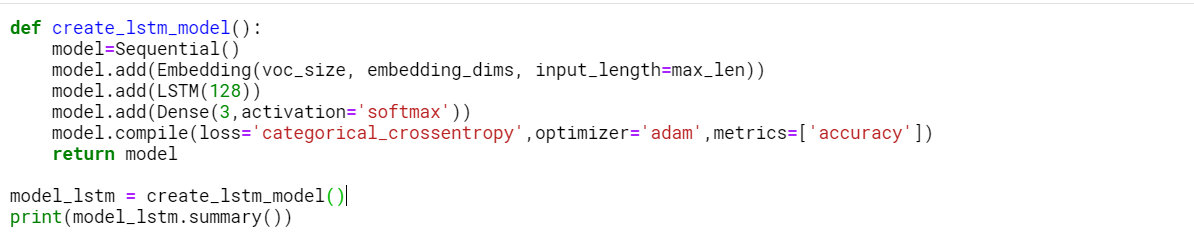 def create_lstm_model():
    model=Sequential()
    model.add(Embedding(voc_size, embedding_dims, input_length=max_len))
    model.add(LSTM(128))
    model.add(Dense(3,activation='softmax'))
    model.compile(loss='categorical_crossentropy',optimizer='adam',metrics=['accuracy'])
    return model

model_lstm = create_lstm_model()
print(model_lstm.summary())